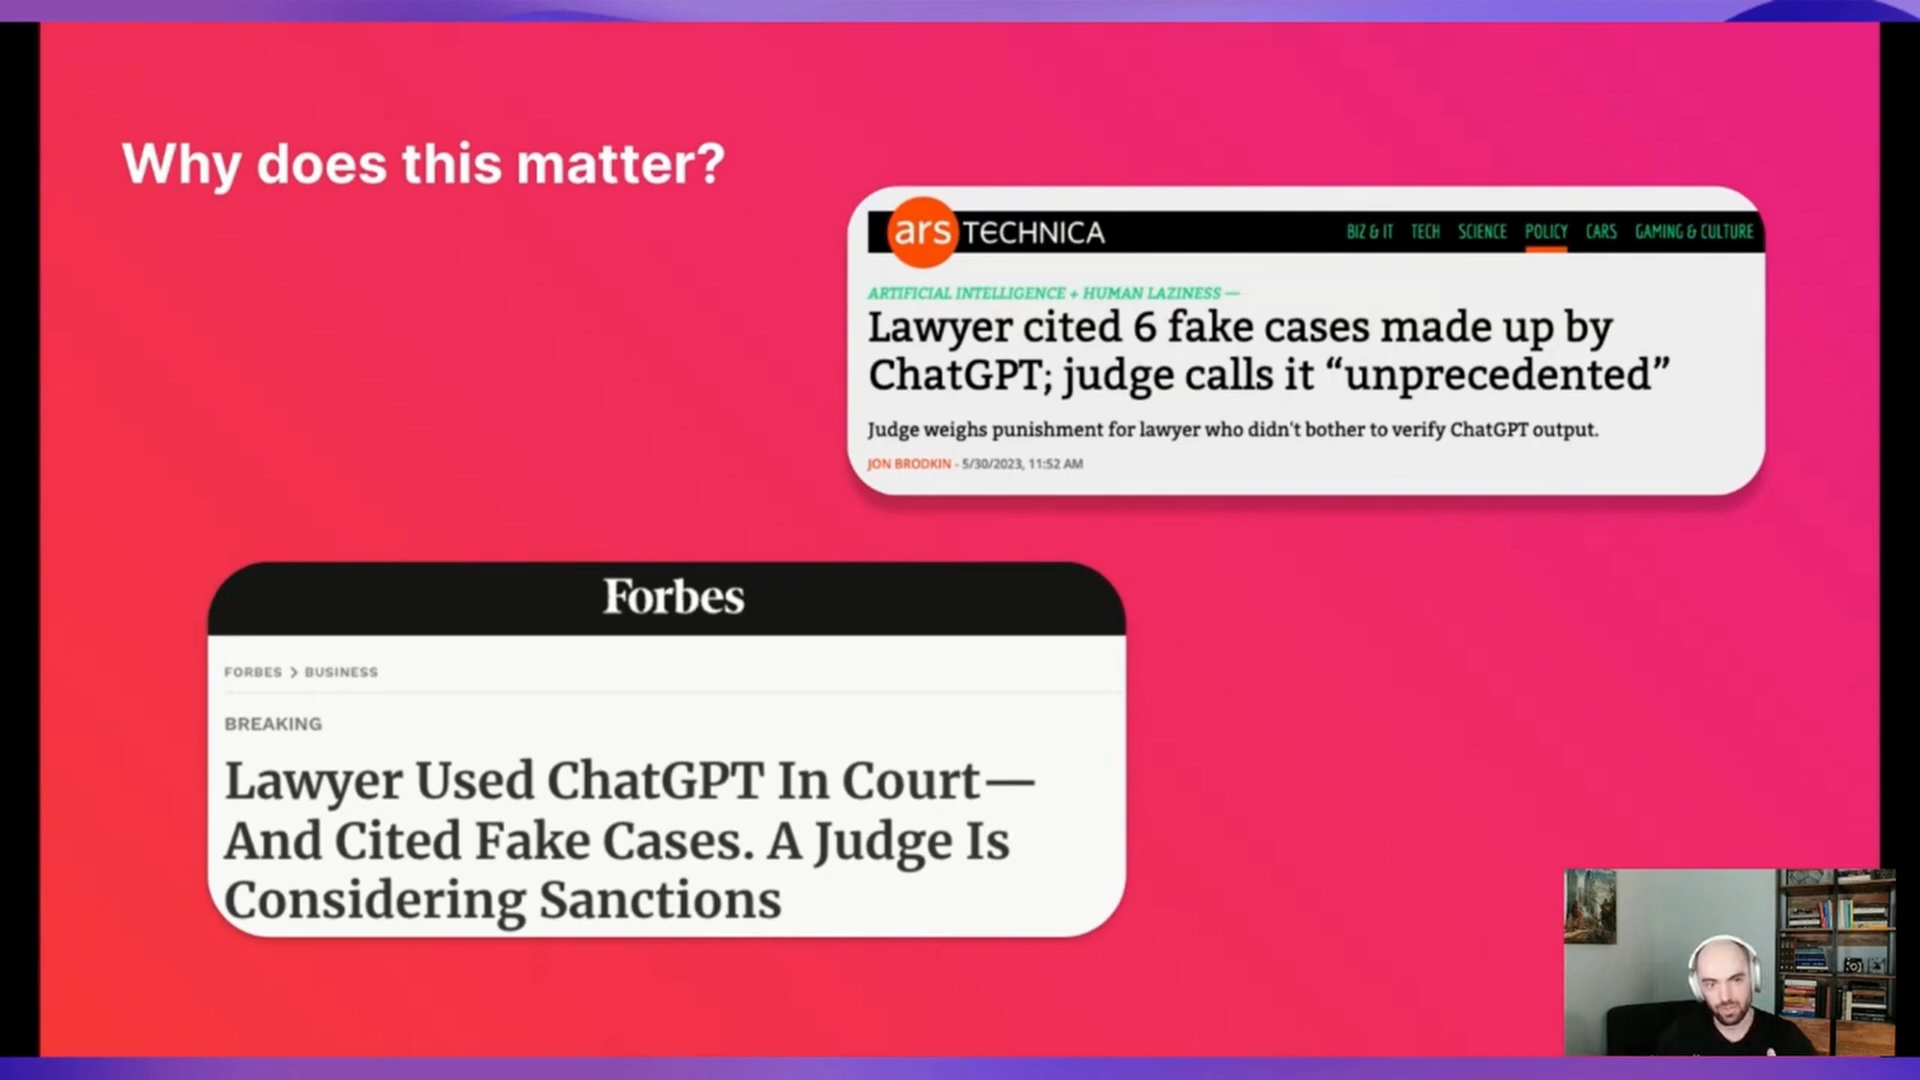 Why does this matter?
ars TECHNICA
BIZ & IT TECH SCIENCE POLICY CARS GAMING & CULTURE
ARTIFICIAL INTELLIGENCE + HUMAN LAZINESS —
Lawyer cited 6 fake cases made up by
ChatGPT; judge calls it “unprecedented”
Judge weighs punishment for lawyer who didn't bother to verify ChatGPT output.
JON BRODKIN - 5/30/2023, 11:52 AM
Forbes
FORBES > BUSINESS
BREAKING
Lawyer Used ChatGPT In Court—
And Cited Fake Cases. A Judge Is
Considering Sanctions